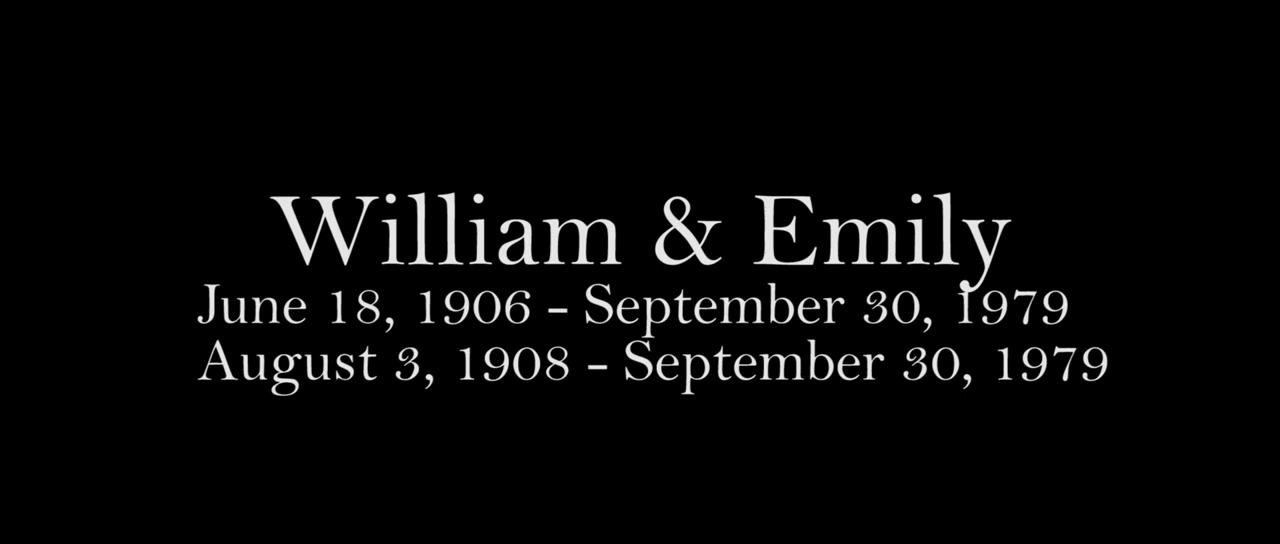 William & Emily
June 18, 1906 - September 30, 1979
August 3, 1908 - September 30, 1979